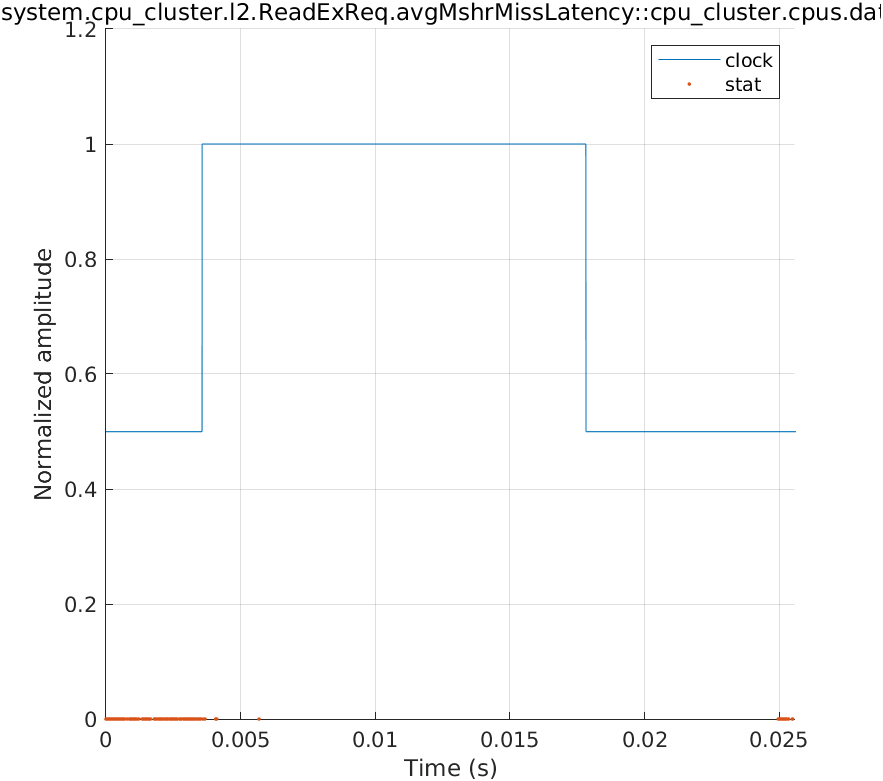 system.cpu_cluster.l2.ReadExReq.avgMshrMissLatency::cpu_cluster.cpus.dat
1.2
1
0.8
0.6
0.4
0.2
0
Normalized amplitude
clock
stat
0 0.005 0.01 0.015 0.02 0.025
Time (s)